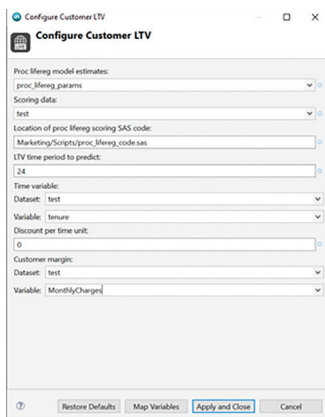 Configure Customer LTV
Configure Customer LTV
LIVE
Proc lifereg model estimates:
proc_lifereg_params
Scoring data:
test
Location of proc lifereg scoring SAS code:
Marketing/Scripts/proc_lifereg_code.sas
LTV time period to predict:
24
Time variable:
Dataset: test
Variable: tenure
Discount per time unit:
0
Customer margin:
Dataset: test
Variable: MonthlyCharges
Restore Defaults Map Variables Apply and Close Cancel